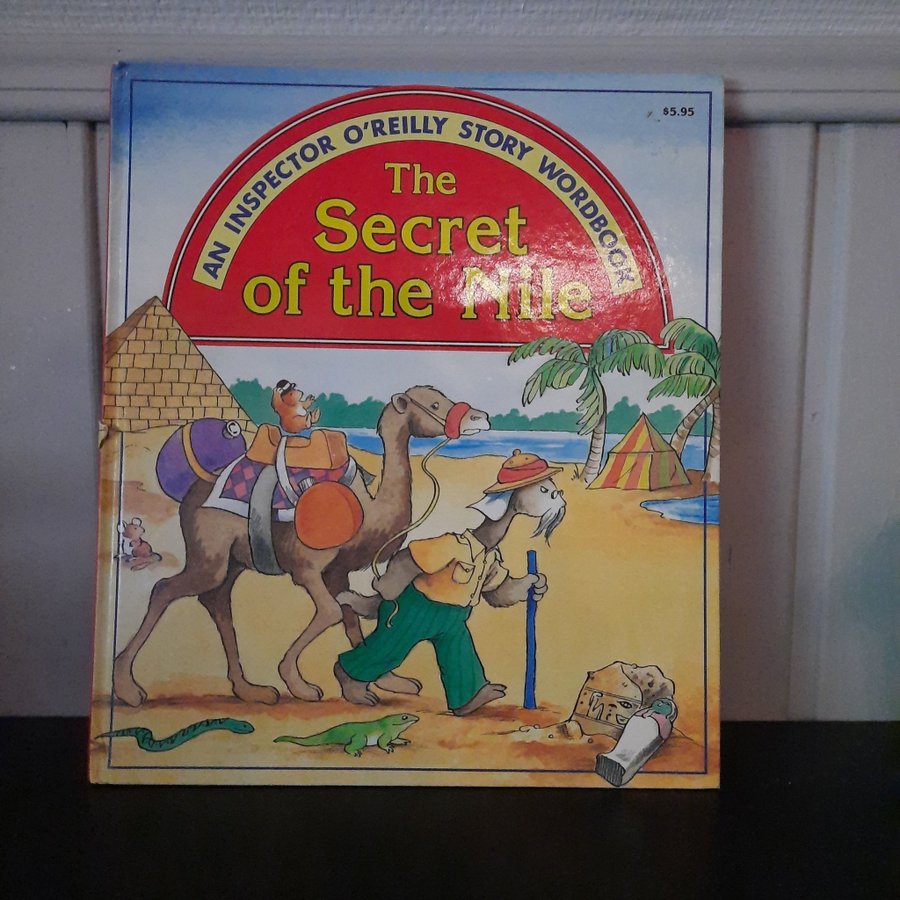 $5.95
AN INSPECTOR O'REILLY STORY WORDBOOK
The
Secret
of the Nile